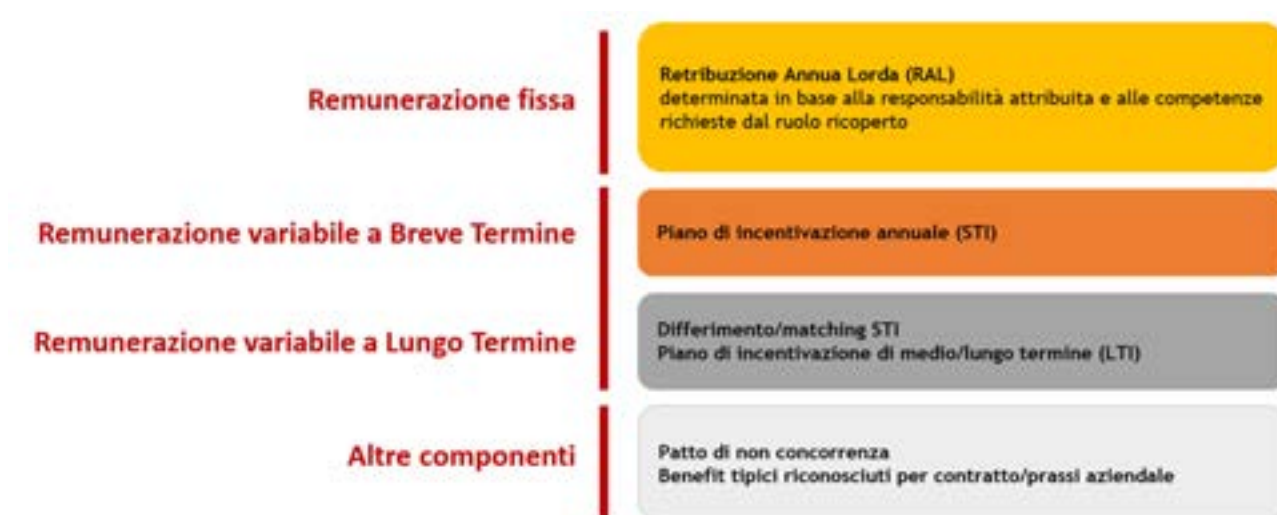 Remunerazione fissa
Retribuzione Annua Lorda (RAL)
determinata in base alla responsabilità attribuita e alle competenze
richieste dal ruolo ricoperto
Remunerazione variabile a Breve Termine
Piano di incentivazione annuale (STI)
Remunerazione variabile a Lungo Termine
Differimento/matching STI
Piano di incentivazione di medio/lungo termine (LTI)
Altre componenti
Patto di non concorrenza
Benefit tipici riconosciuti per contratto/prassi aziendale